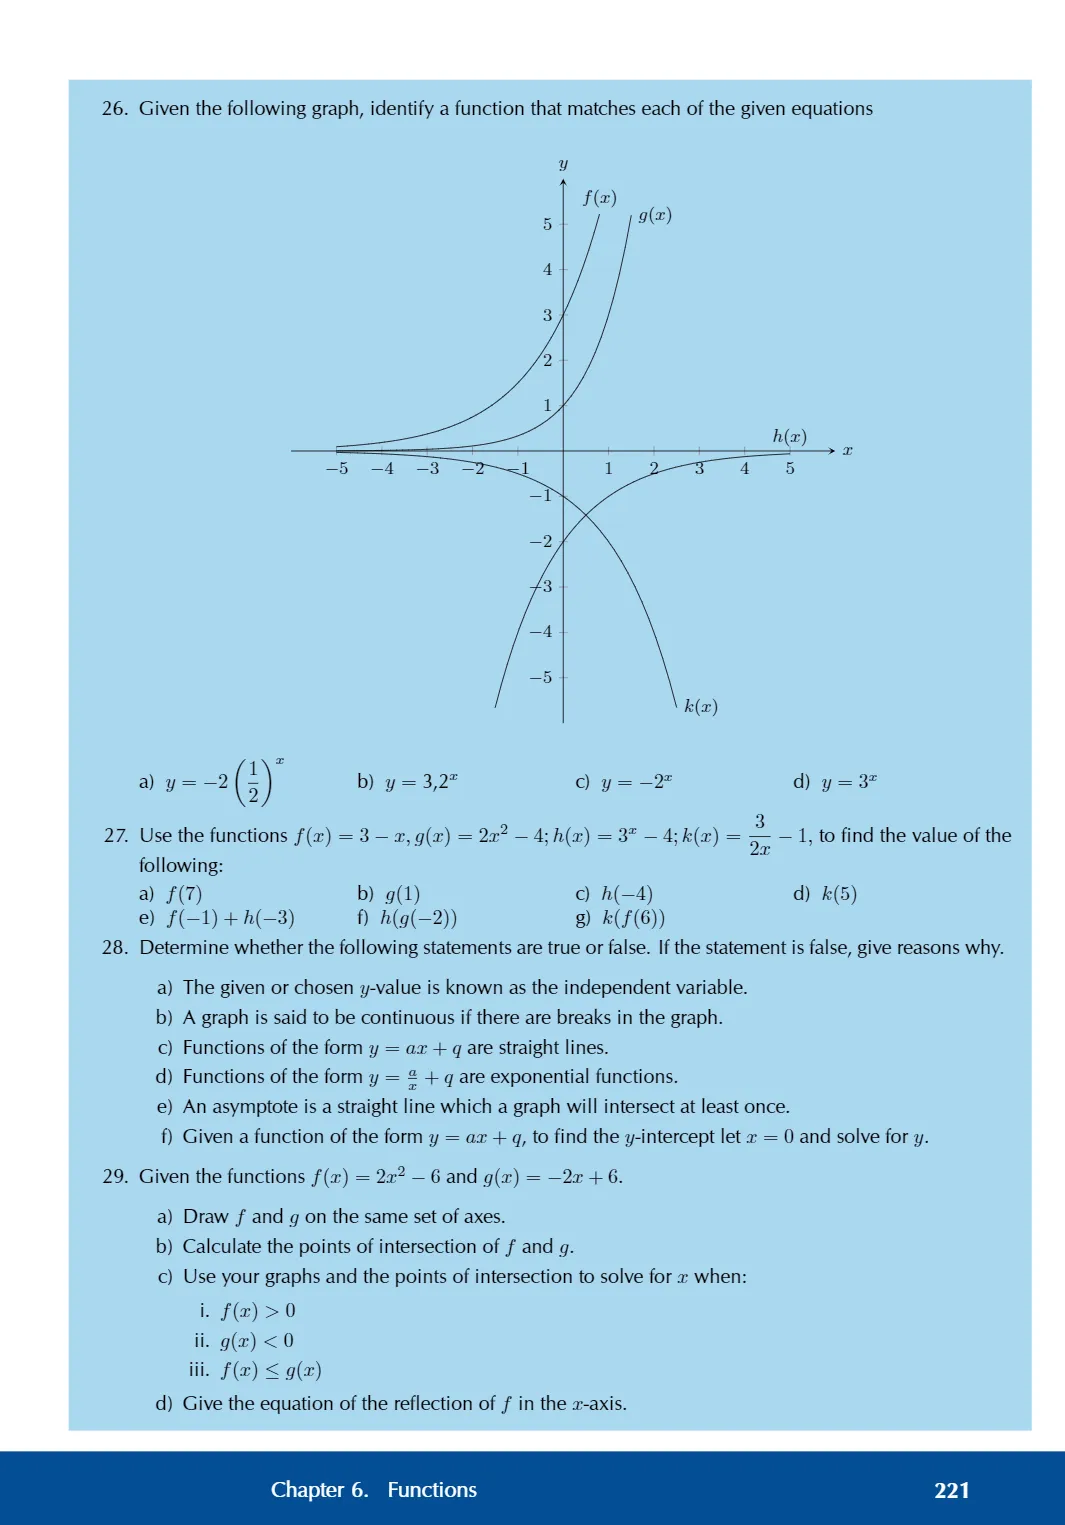 26. Given the following graph, identify a function that matches each of the given equations
y
f(x)
g(x)
5
4
3
2
1
h(x)
x
−5 −4 −3 −2 −1 1 2 3 4 5
−1
−2
−3
−4
−5
k(x)
a) y = −2(1/2)^x b) y = 3,2^x c) y = −2^x d) y = 3^x
27. Use the functions f(x) = 3 − x, g(x) = 2x² − 4; h(x) = 3^x − 4; k(x) = 3/2x − 1, to find the value of the
following:
a) f(7) b) g(1) c) h(−4) d) k(5)
e) f(−1) + h(−3) f) h(g(−2)) g) k(f(6))
28. Determine whether the following statements are true or false. If the statement is false, give reasons why.
a) The given or chosen y-value is known as the independent variable.
b) A graph is said to be continuous if there are breaks in the graph.
c) Functions of the form y = ax + q are straight lines.
d) Functions of the form y = a/x + q are exponential functions.
e) An asymptote is a straight line which a graph will intersect at least once.
f) Given a function of the form y = ax + q, to find the y-intercept let x = 0 and solve for y.
29. Given the functions f(x) = 2x² − 6 and g(x) = −2x + 6.
a) Draw f and g on the same set of axes.
b) Calculate the points of intersection of f and g.
c) Use your graphs and the points of intersection to solve for x when:
i. f(x) > 0
ii. g(x) < 0
iii. f(x) ≤ g(x)
d) Give the equation of the reflection of f in the x-axis.
Chapter 6. Functions 221